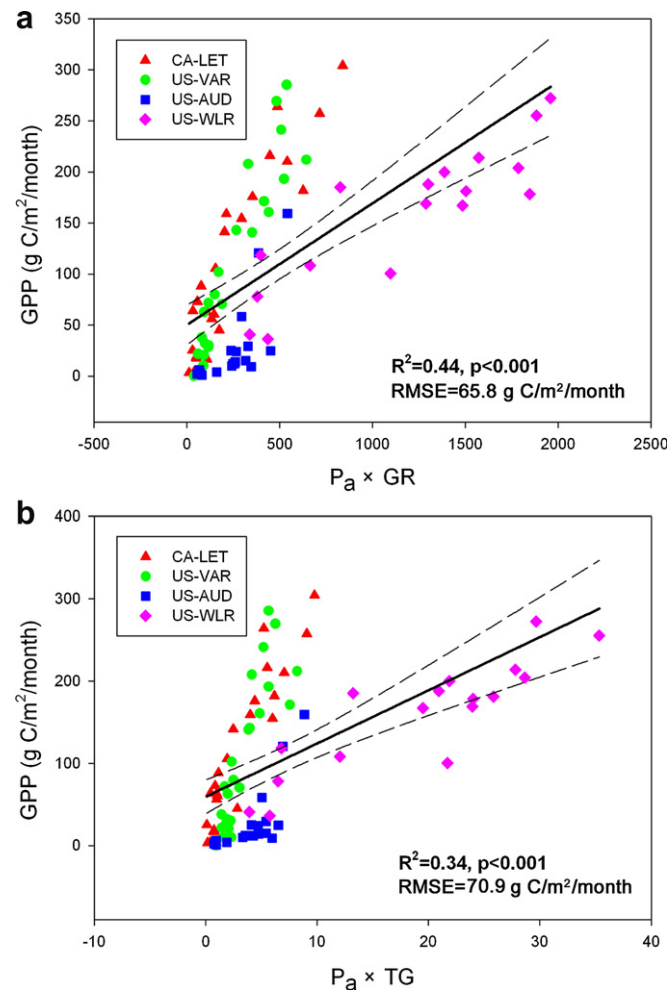 a
350
300
250
200
150
100
50
0
GPP (g C/m²/month)
CA-LET
US-VAR
US-AUD
US-WLR
R²=0.44, p<0.001
RMSE=65.8 g C/m²/month
-500 0 500 1000 1500 2000 2500
Pa × GR
b
400
300
200
100
0
GPP (g C/m²/month)
CA-LET
US-VAR
US-AUD
US-WLR
R²=0.34, p<0.001
RMSE=70.9 g C/m²/month
-10 0 10 20 30 40
Pa × TG